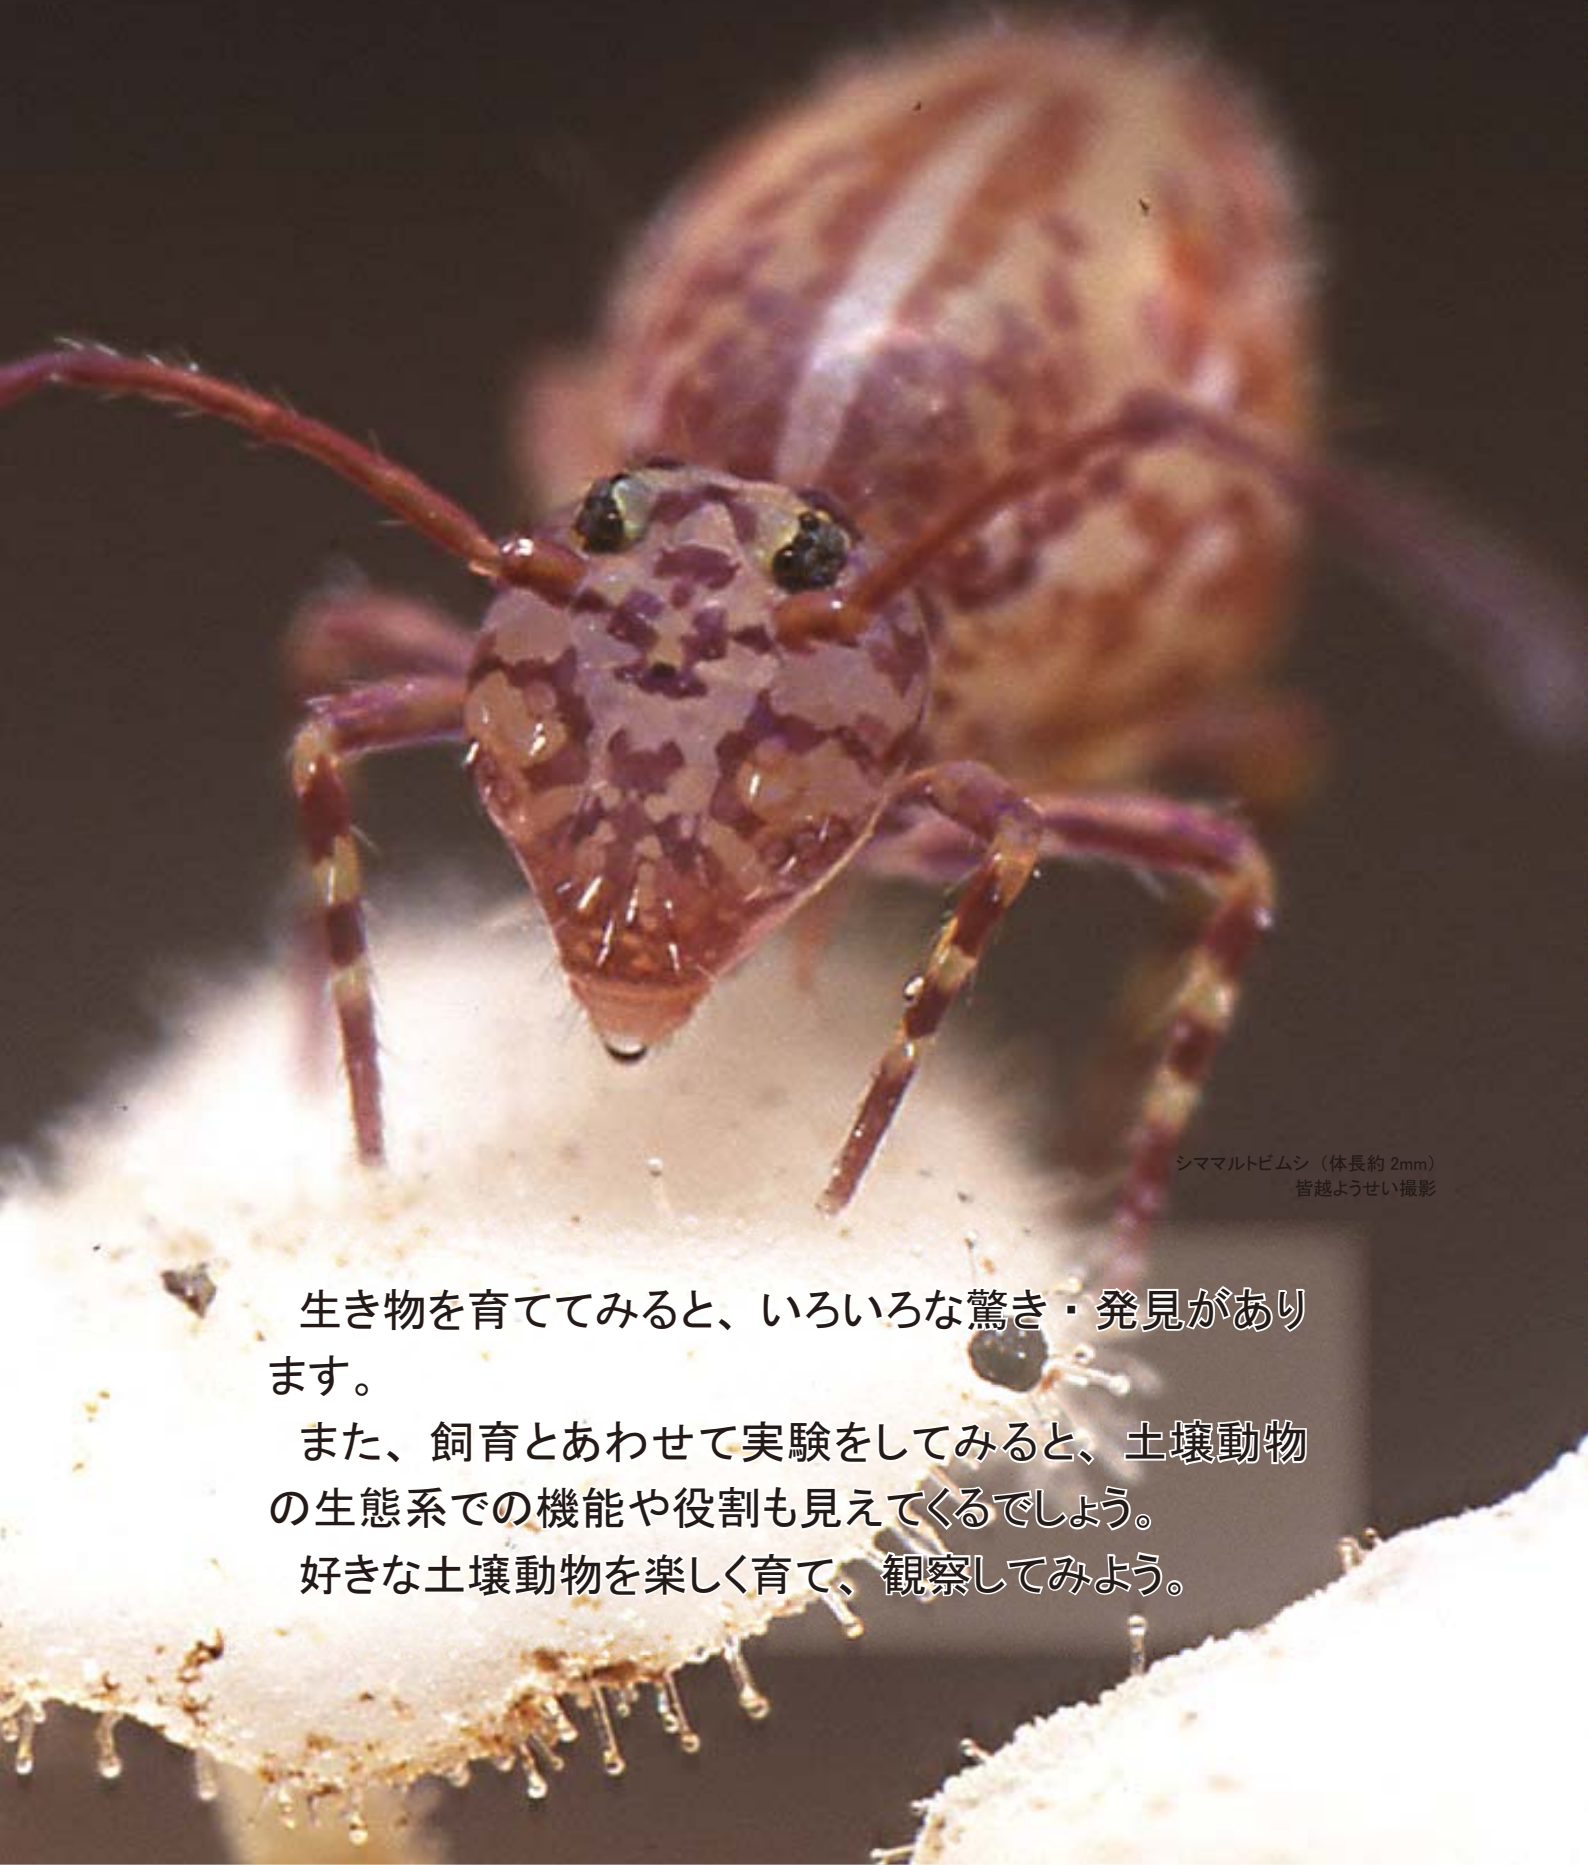 シママルトビムシ（体長約 2mm）
皆越ようせい撮影
生き物を育ててみると、いろいろな驚き・発見があり
ます。
また、飼育とあわせて実験をしてみると、土壌動物
の生態系での機能や役割も見えてくるでしょう。
好きな土壌動物を楽しく育て、観察してみよう。